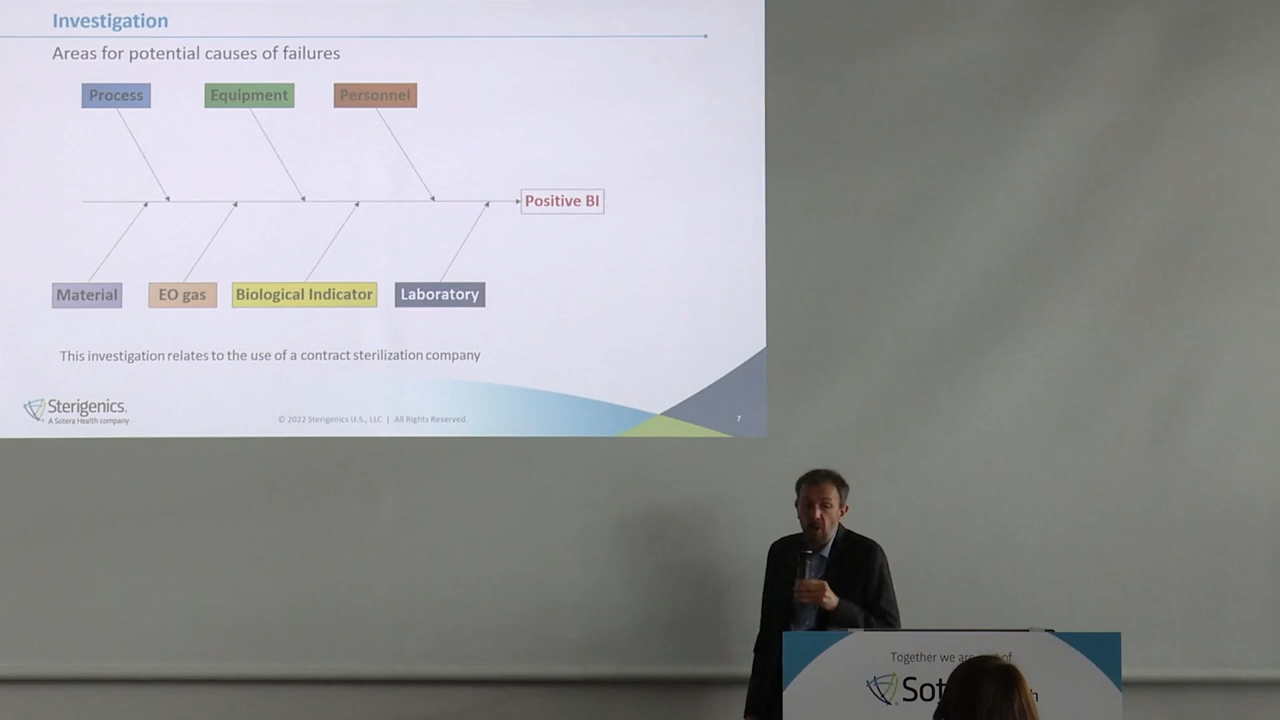 Investigation
Areas for potential causes of failures
Process Equipment Personnel
Positive BI
Material EO gas Biological Indicator Laboratory
This investigation relates to the use of a contract sterilization company
Sterigenics.
A Sotera Health company
© 2022 Sterigenics U.S., LLC | All Rights Reserved.
7
Together we are of